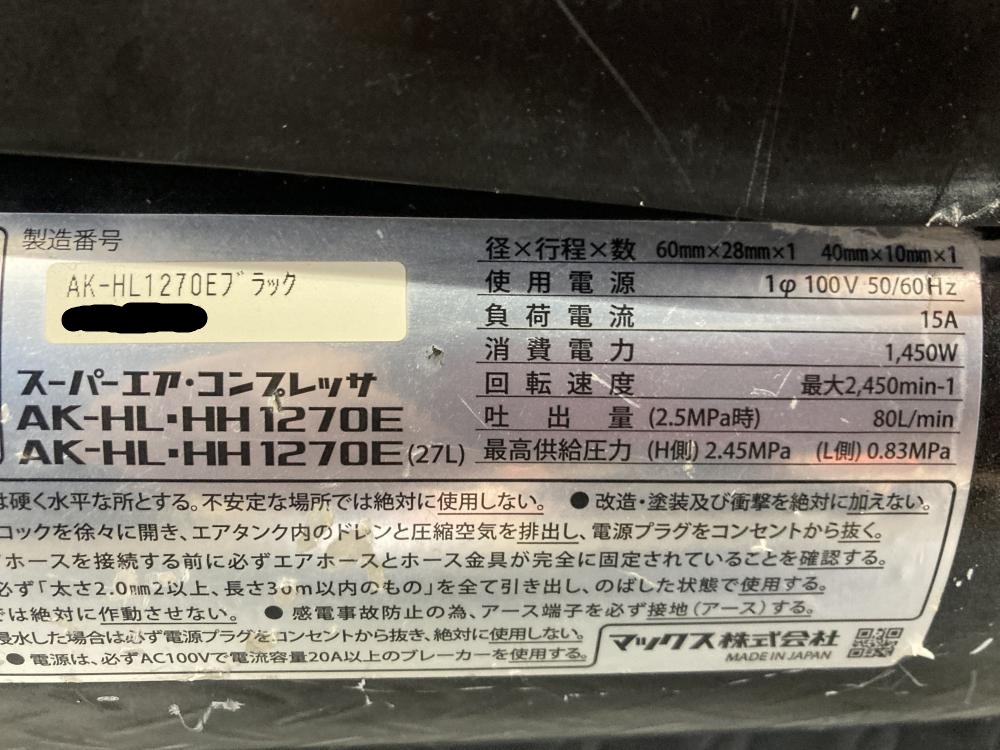 製造番号
AK-HL1270Eブラック
スーパーエア・コンプレッサ
AK-HL・HH1270E
AK-HL・HH1270E(27L)
径×行程×数 60mm×28mm×1 40mm×10mm×1
使用電源 1φ 100V 50/60Hz
負荷電流 15A
消費電力 1,450W
回転速度 最大2,450min-1
吐出量 (2.5MPa時) 80L/min
最高供給圧力 (H側) 2.45MPa (L側) 0.83MPa
は硬く水平な所とする。不安定な場所では絶対に使用しない。 ●改造・塗装及び衝撃を絶対に加えない。
コックを徐々に開き、エアタンク内のドレンと圧縮空気を排出し、電源プラグをコンセントから抜く。
ホースを接続する前に必ずエアホースとホース金具が完全に固定されていることを確認する。
必ず「太さ2.0mm2以上、長さ30m以内のもの」を全て引き出し、のばした状態で使用する。
では絶対に作動させない。 ●感電事故防止の為、アース端子を必ず接地(アース)する。
浸水した場合は必ず電源プラグをコンセントから抜き、絶対に使用しない。
●電源は、必ずAC100Vで電流容量20A以上のブレーカーを使用する。
マックス株式会社
MADE IN JAPAN